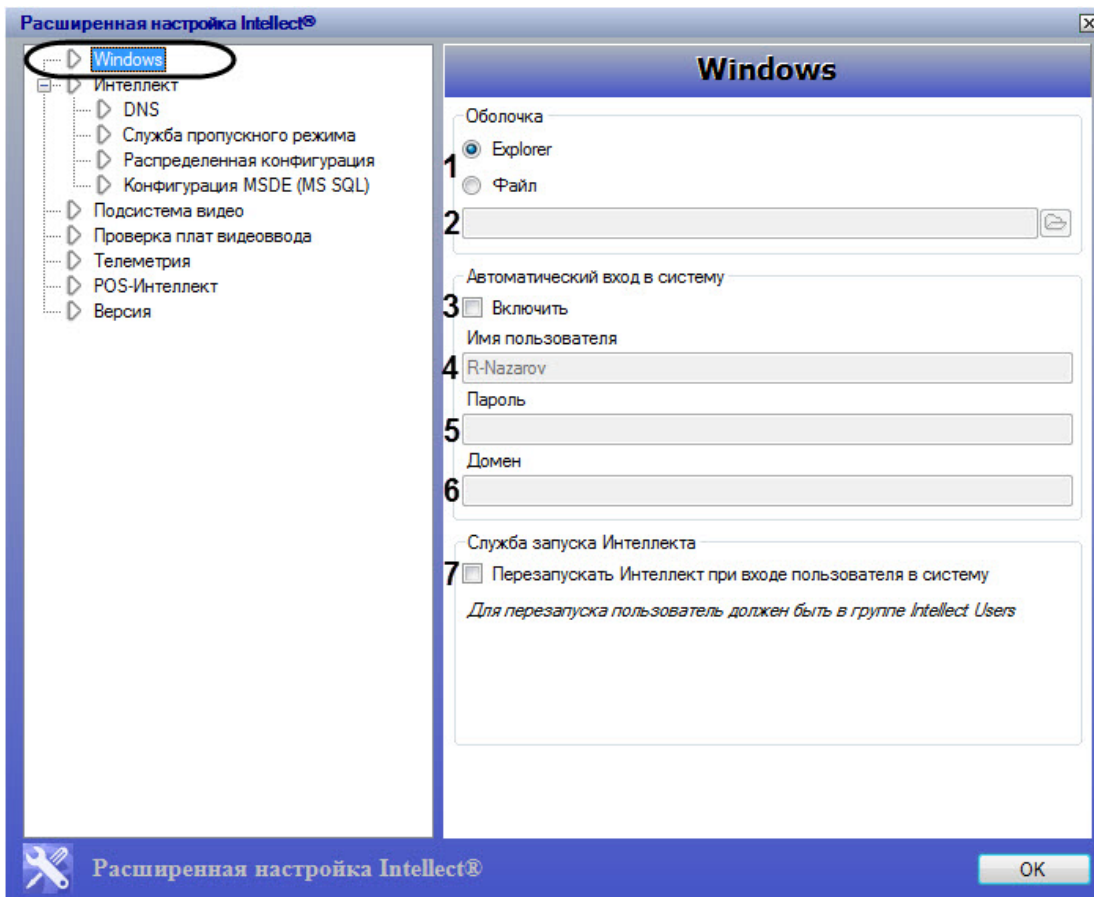 Расширенная настройка Intellect®
Windows
Интеллект
DNS
Служба пропускного режима
Распределенная конфигурация
Конфигурация MSDE (MS SQL)
Подсистема видео
Проверка плат видеоввода
Телеметрия
POS-Интеллект
Версия
Windows
Оболочка
1
Explorer
Файл
2
Автоматический вход в систему
3 Включить
Имя пользователя
4 R-Nazarov
Пароль
5
Домен
6
Служба запуска Интеллекта
7 Перезапускать Интеллект при входе пользователя в систему
Для перезапуска пользователь должен быть в группе Intellect Users
Расширенная настройка Intellect®
OK